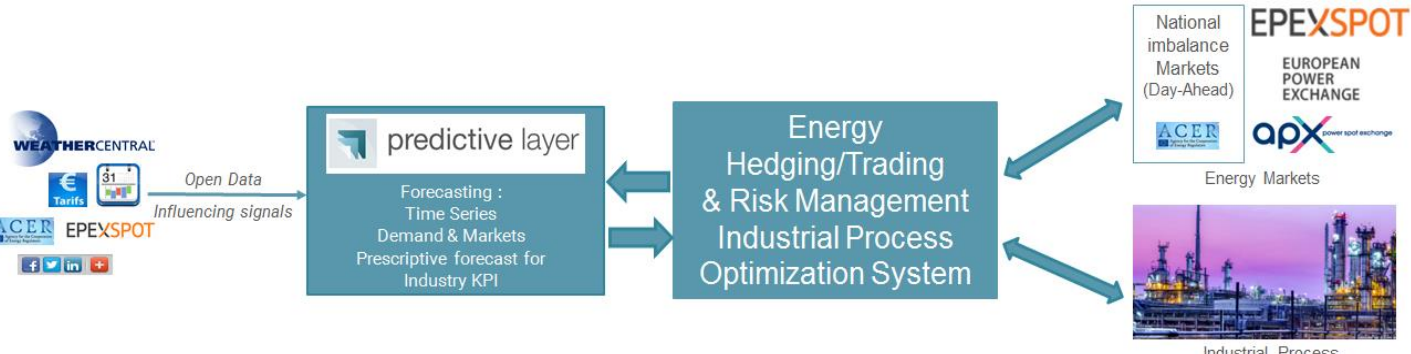 WEATHERCENTRAL
€
Tarifs
31
ACER
EPEXSPOT
Open Data
Influencing signals
predictive layer
Forecasting :
Time Series
Demand & Markets
Prescriptive forecast for
Industry KPI
Energy
Hedging/Trading
& Risk Management
Industrial Process
Optimization System
National
imbalance
Markets
(Day-Ahead)
ACER
EPEXSPOT
EUROPEAN
POWER
EXCHANGE
apx power spot exchange
Energy Markets
Industrial Process